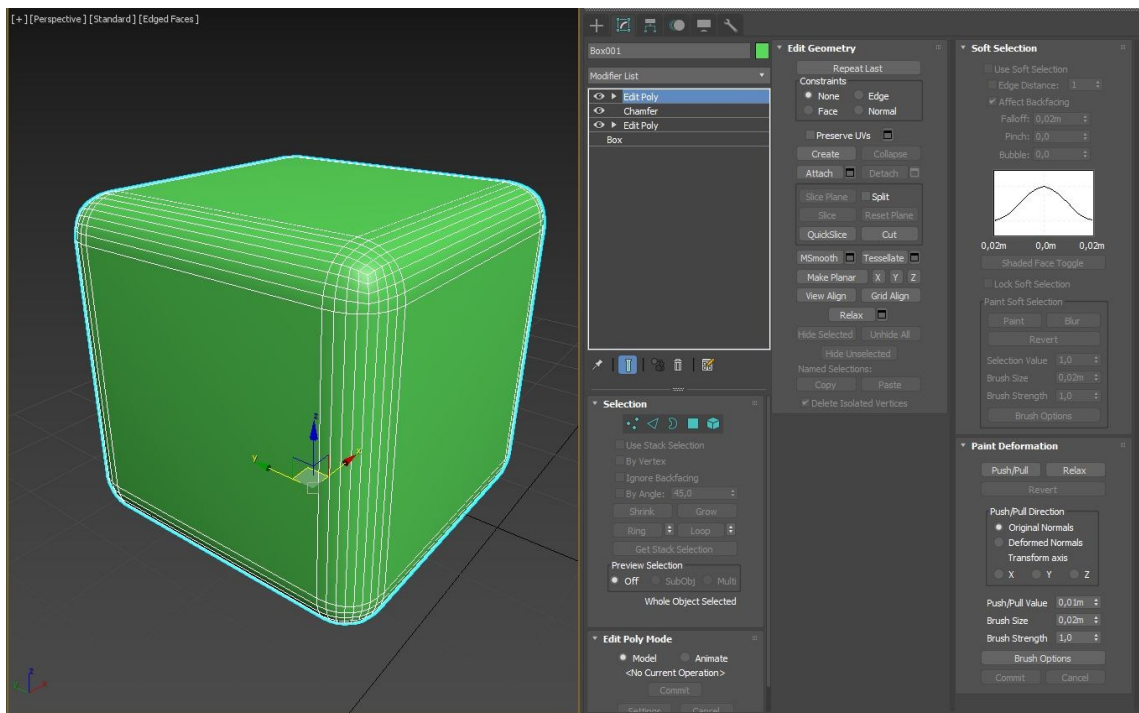 [+] [Perspective] [Standard] [Edged Faces]
z
x
y
z
x
y
Box001
Modifier List
Edit Poly
Chamfer
Edit Poly
Box
Selection
Use Stack Selection
By Vertex
Ignore Backfacing
By Angle: 45,0
Shrink Grow
Ring Loop
Get Stack Selection
Preview Selection
Off SubObj Multi
Whole Object Selected
Edit Poly Mode
Model Animate
<No Current Operation>
Commit
Settings Cancel
Edit Geometry
Repeat Last
Constraints
None Edge
Face Normal
Preserve UVs
Create Collapse
Attach Detach
Slice Plane Split
Slice Reset Plane
QuickSlice Cut
MSmooth Tessellate
Make Planar X Y Z
View Align Grid Align
Relax
Hide Selected Unhide All
Hide Unselected
Named Selections:
Copy Paste
Delete Isolated Vertices
Soft Selection
Use Soft Selection
Edge Distance: 1
Affect Backfacing
Falloff: 0,02m
Pinch: 0,0
Bubble: 0,0
0,02m 0,0m 0,02m
Shaded Face Toggle
Lock Soft Selection
Paint Soft Selection
Paint Blur
Revert
Selection Value 1,0
Brush Size 0,02m
Brush Strength 1,0
Brush Options
Paint Deformation
Push/Pull Relax
Revert
Push/Pull Direction
Original Normals
Deformed Normals
Transform axis
X Y Z
Push/Pull Value 0,01m
Brush Size 0,02m
Brush Strength 1,0
Brush Options
Commit Cancel